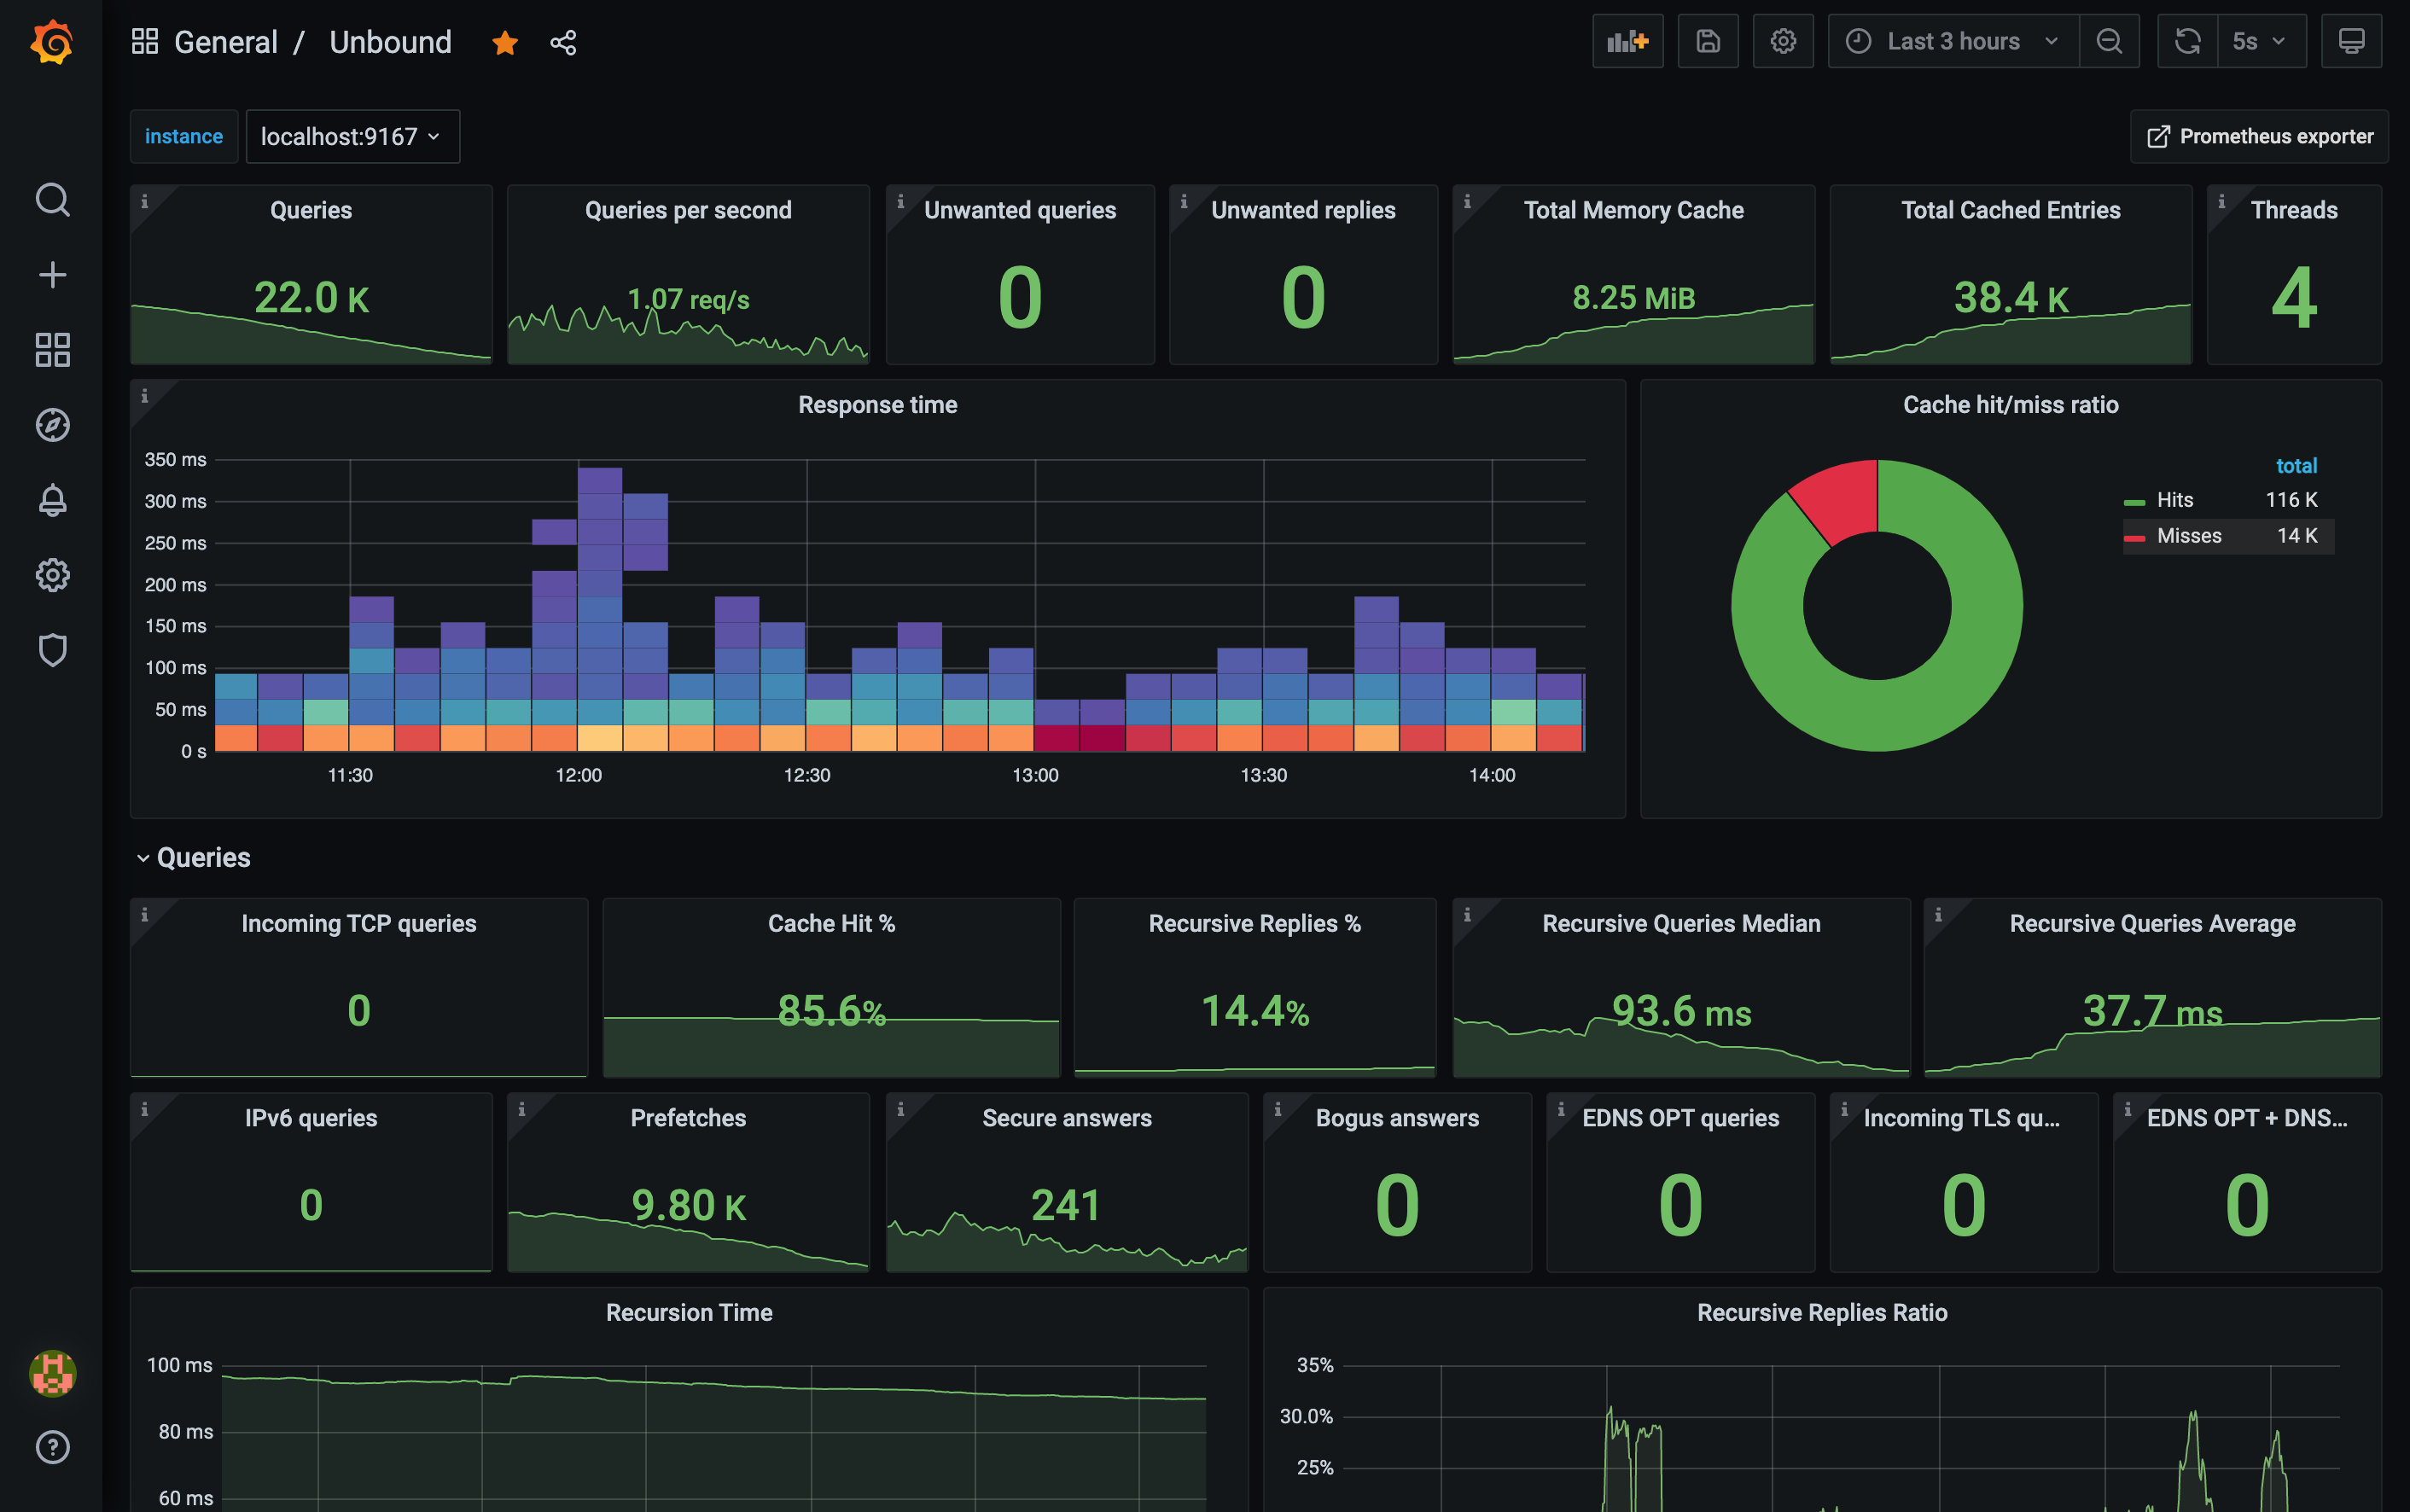 General / Unbound
Last 3 hours
5s
instance localhost:9167
Prometheus exporter
Queries
22.0 K
Queries per second
1.07 req/s
Unwanted queries
0
Unwanted replies
0
Total Memory Cache
8.25 MiB
Total Cached Entries
38.4 K
Threads
4
Response time
350 ms
300 ms
250 ms
200 ms
150 ms
100 ms
50 ms
0 s
11:30 12:00 12:30 13:00 13:30 14:00
Cache hit/miss ratio
total
Hits 116 K
Misses 14 K
Queries
Incoming TCP queries
0
Cache Hit %
85.6%
Recursive Replies %
14.4%
Recursive Queries Median
93.6 ms
Recursive Queries Average
37.7 ms
IPv6 queries
0
Prefetches
9.80 K
Secure answers
241
Bogus answers
0
EDNS OPT queries
0
Incoming TLS qu...
0
EDNS OPT + DNS...
0
Recursion Time
100 ms
80 ms
60 ms
Recursive Replies Ratio
35%
30.0%
25%